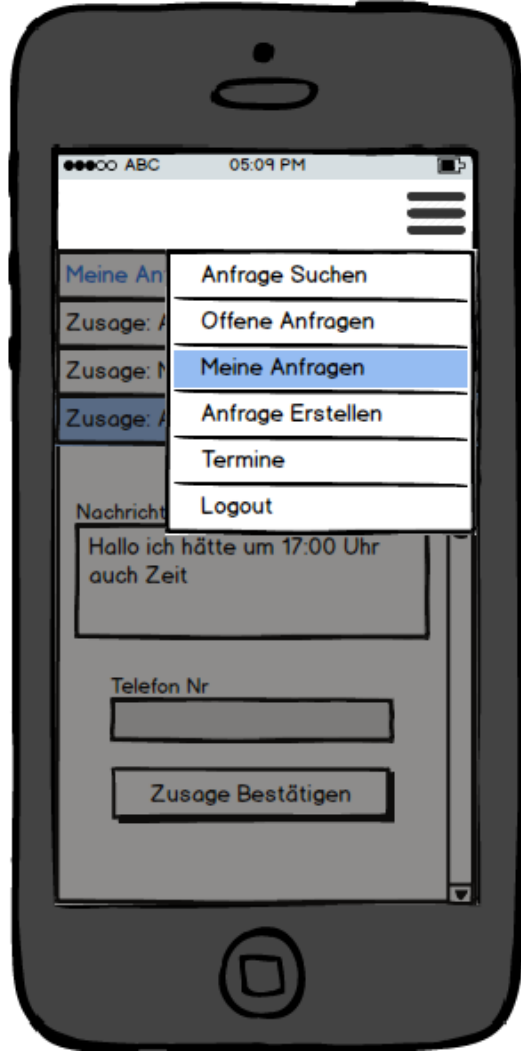 ABC 05:09 PM
Meine An
Anfrage Suchen
Zusage: A
Offene Anfragen
Zusage: N
Meine Anfragen
Zusage: A
Anfrage Erstellen
Termine
Logout
Nachricht
Hallo ich hätte um 17:00 Uhr
auch Zeit
Telefon Nr
Zusage Bestätigen